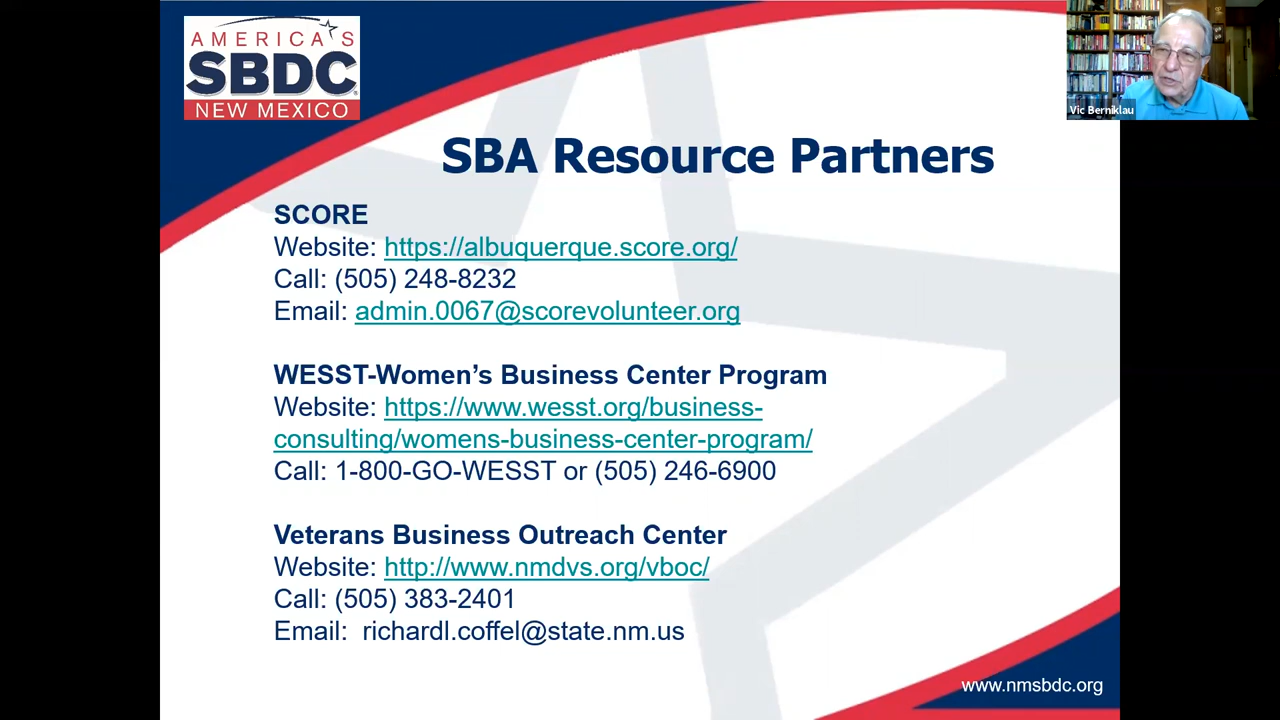 AMERICA'S
SBDC
NEW MEXICO
Vic Berniklau
SBA Resource Partners
SCORE
Website: https://albuquerque.score.org/
Call: (505) 248-8232
Email: admin.0067@scorevolunteer.org
WESST-Women’s Business Center Program
Website: https://www.wesst.org/business-
consulting/womens-business-center-program/
Call: 1-800-GO-WESST or (505) 246-6900
Veterans Business Outreach Center
Website: http://www.nmdvs.org/vboc/
Call: (505) 383-2401
Email:  richardl.coffel@state.nm.us
www.nmsbdc.org